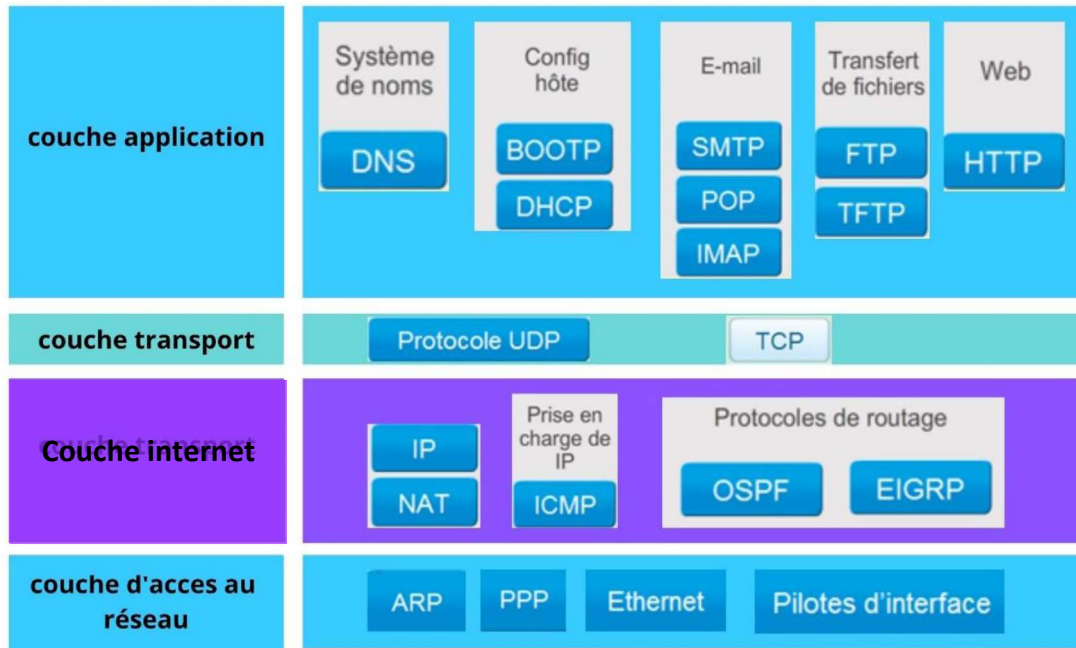 couche application
Système
de noms
DNS
Config
hôte
BOOTP
DHCP
E-mail
SMTP
POP
IMAP
Transfert
de fichiers
FTP
TFTP
Web
HTTP
couche transport
Protocole UDP
TCP
couche transport
Couche internet
IP
NAT
Prise en
charge de
IP
ICMP
Protocoles de routage
OSPF
EIGRP
couche d'acces au
réseau
ARP
PPP
Ethernet
Pilotes d'interface